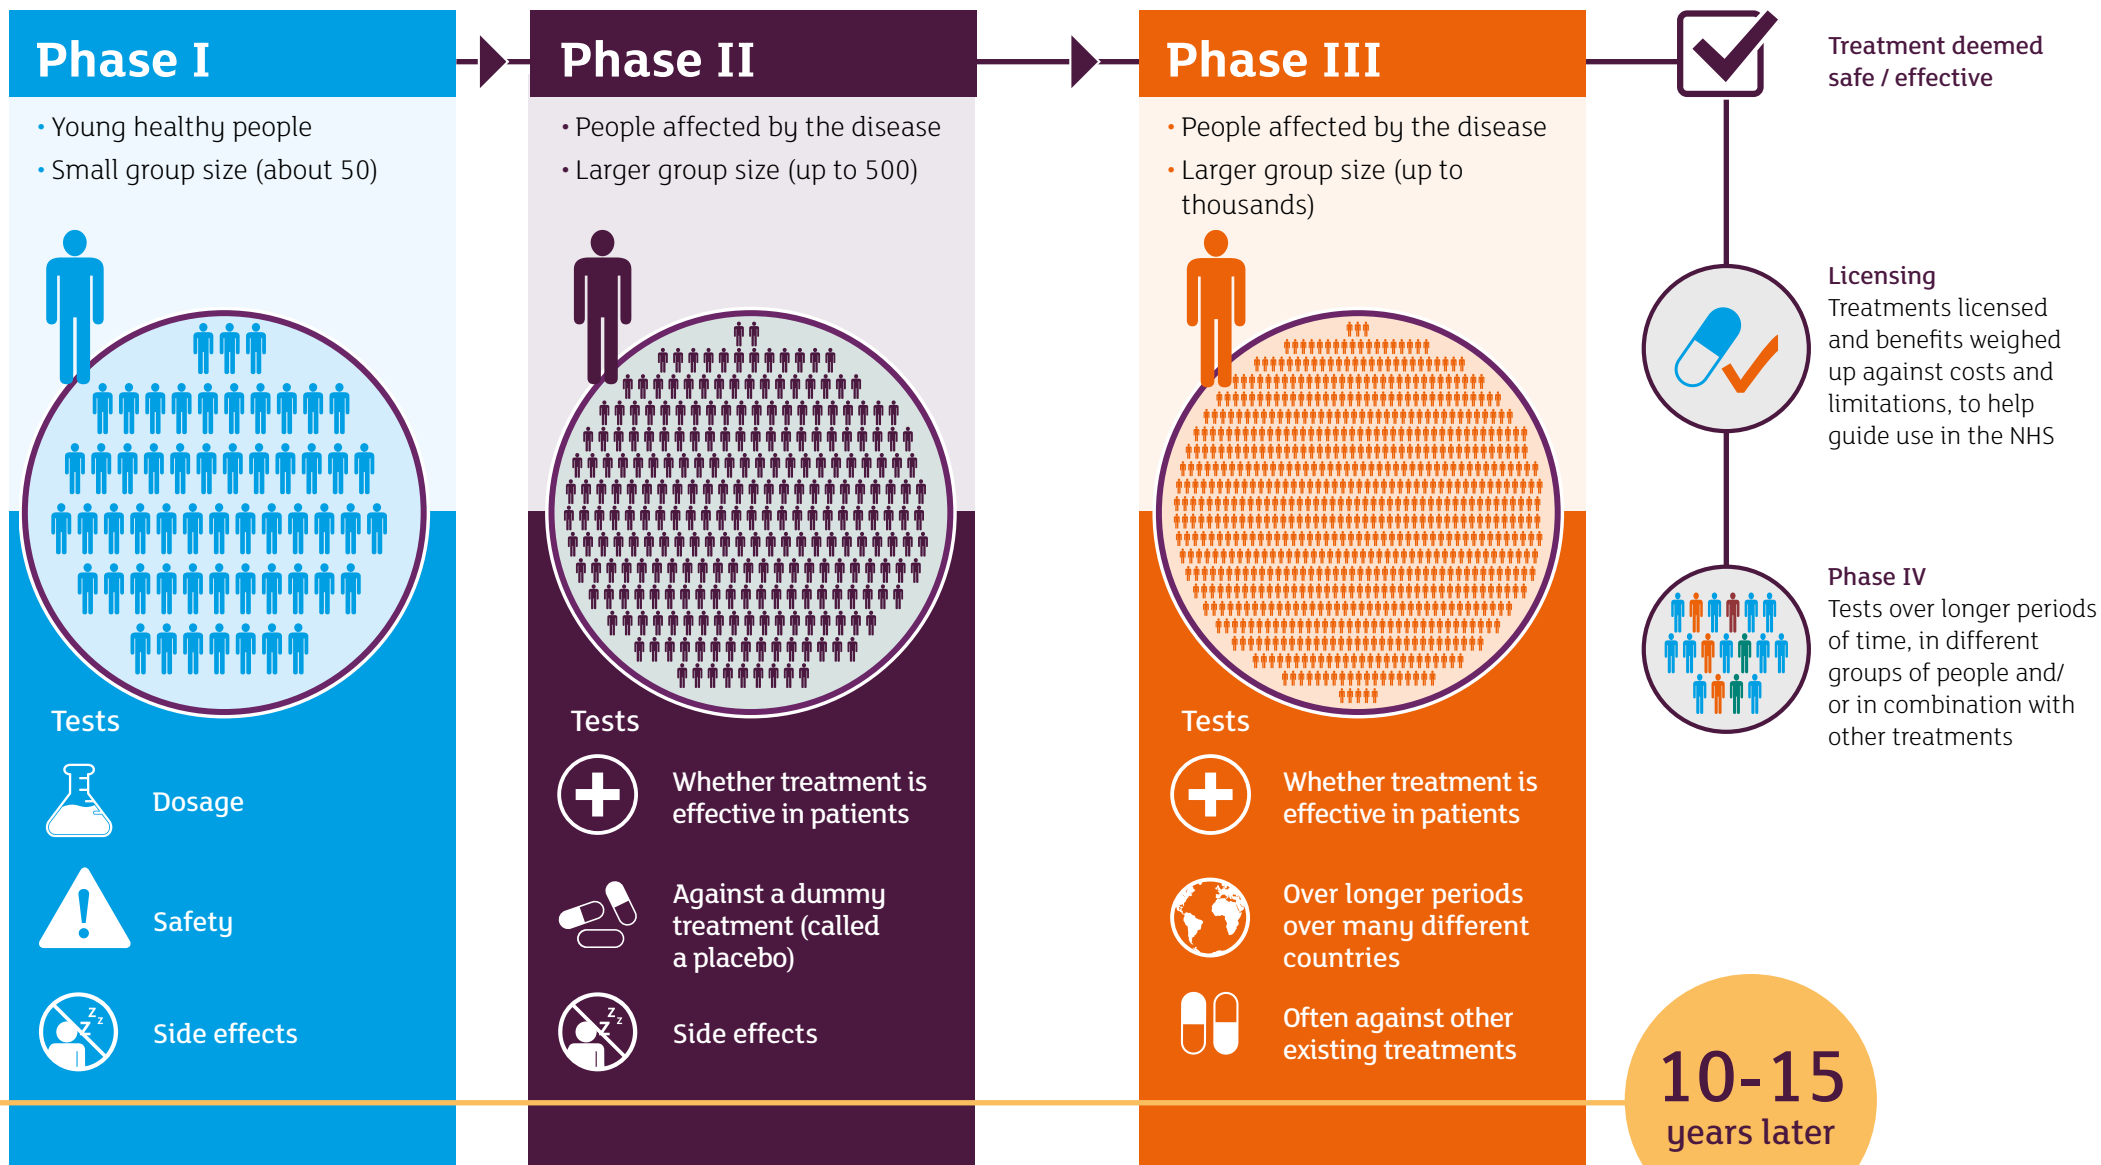 Phase I
• Young healthy people
• Small group size (about 50)
Tests
Dosage
Safety
z
z
z
Side effects
Phase II
• People affected by the disease
• Larger group size (up to 500)
Tests
Whether treatment is
effective in patients
Against a dummy
treatment (called
a placebo)
z
z
z
Side effects
Phase III
• People affected by the disease
• Larger group size (up to
thousands)
Tests
Whether treatment is
effective in patients
Over longer periods
over many different
countries
Often against other
existing treatments
Treatment deemed
safe / effective
Licensing
Treatments licensed
and benefits weighed
up against costs and
limitations, to help
guide use in the NHS
Phase IV
Tests over longer periods
of time, in different
groups of people and/
or in combination with
other treatments
10-15
years later